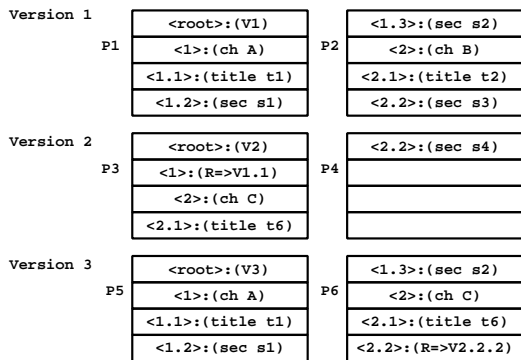 Version 1
P1
<root>:(V1)
<1>:(ch A)
<1.1>:(title t1)
<1.2>:(sec s1)
P2
<1.3>:(sec s2)
<2>:(ch B)
<2.1>:(title t2)
<2.2>:(sec s3)
Version 2
P3
<root>:(V2)
<1>:(R=>V1.1)
<2>:(ch C)
<2.1>:(title t6)
P4
<2.2>:(sec s4)
Version 3
P5
<root>:(V3)
<1>:(ch A)
<1.1>:(title t1)
<1.2>:(sec s1)
P6
<1.3>:(sec s2)
<2>:(ch C)
<2.1>:(title t6)
<2.2>:(R=>V2.2.2)